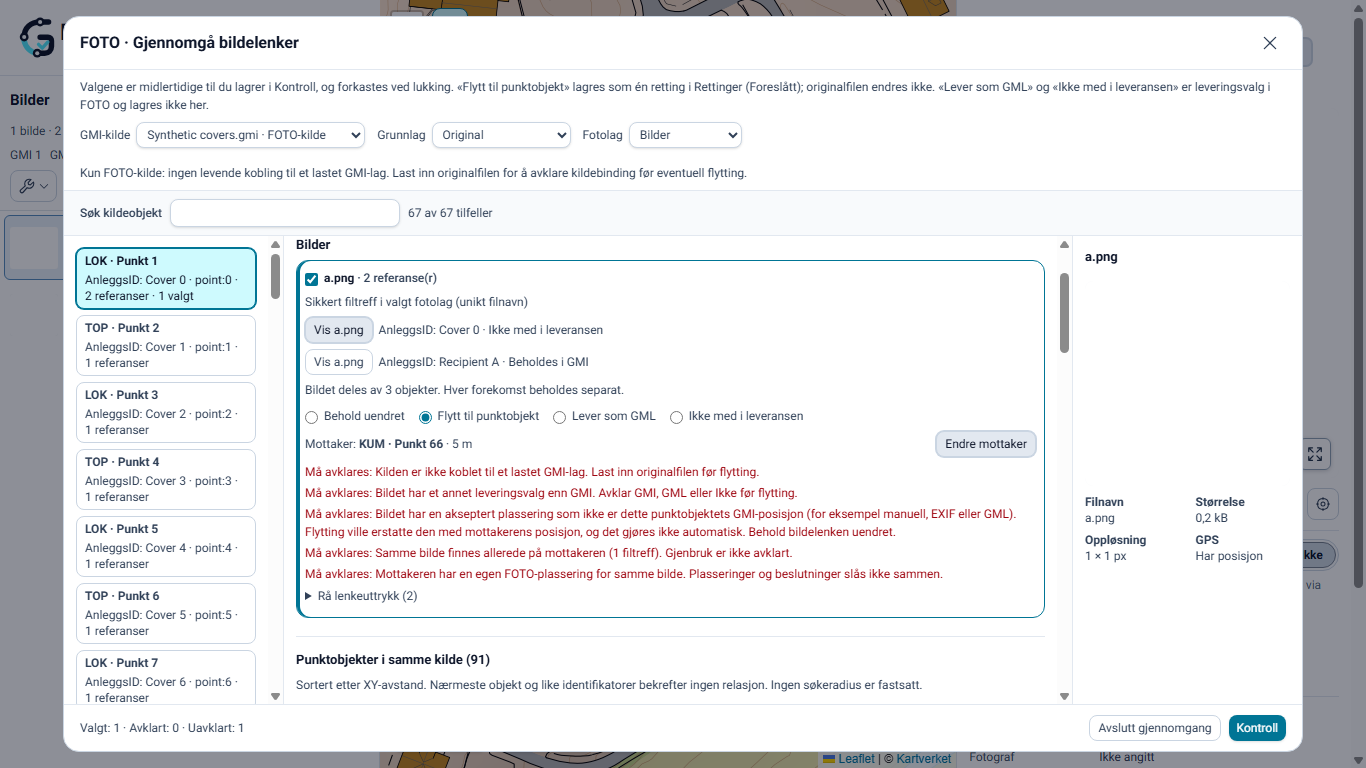 FOTO · Gjennomgå bildelenker
Valgene er midlertidige til du lagrer i Kontroll, og forkastes ved lukking. «Flytt til punktobjekt» lagres som én retting i Rettinger (Foreslått); originalfilen endres ikke. «Lever som GML» og «Ikke med i leveransen» er leveringsvalg i
FOTO og lagres ikke her.
GMI-kilde Synthetic covers.gmi · FOTO-kilde Grunnlag Original Fotolag Bilder
Kun FOTO-kilde: ingen levende kobling til et lastet GMI-lag. Last inn originalfilen for å avklare kildebinding før eventuell flytting.
Søk kildeobjekt 67 av 67 tilfeller
LOK · Punkt 1
AnleggsID: Cover 0 · point:0 ·
2 referanser · 1 valgt
TOP · Punkt 2
AnleggsID: Cover 1 · point:1 ·
1 referanser
LOK · Punkt 3
AnleggsID: Cover 2 · point:2 ·
1 referanser
TOP · Punkt 4
AnleggsID: Cover 3 · point:3 ·
1 referanser
LOK · Punkt 5
AnleggsID: Cover 4 · point:4 ·
1 referanser
TOP · Punkt 6
AnleggsID: Cover 5 · point:5 ·
1 referanser
LOK · Punkt 7
AnleggsID: Cover 6 · point:6 ·
1 referanser
Bilder
a.png · 2 referanse(r)
Sikkert filtreff i valgt fotolag (unikt filnavn)
Vis a.png AnleggsID: Cover 0 · Ikke med i leveransen
Vis a.png AnleggsID: Recipient A · Beholdes i GMI
Bildet deles av 3 objekter. Hver forekomst beholdes separat.
Behold uendret Flytt til punktobjekt Lever som GML Ikke med i leveransen
Mottaker: KUM · Punkt 66 · 5 m Endre mottaker
Må avklares: Kilden er ikke koblet til et lastet GMI-lag. Last inn originalfilen før flytting.
Må avklares: Bildet har et annet leveringsvalg enn GMI. Avklar GMI, GML eller Ikke før flytting.
Må avklares: Bildet har en akseptert plassering som ikke er dette punktobjektets GMI-posisjon (for eksempel manuell, EXIF eller GML).
Flytting ville erstatte den med mottakerens posisjon, og det gjøres ikke automatisk. Behold bildelenken uendret.
Må avklares: Samme bilde finnes allerede på mottakeren (1 filtreff). Gjenbruk er ikke avklart.
Må avklares: Mottakeren har en egen FOTO-plassering for samme bilde. Plasseringer og beslutninger slås ikke sammen.
Rå lenkeuttrykk (2)
Punktobjekter i samme kilde (91)
Sortert etter XY-avstand. Nærmeste objekt og like identifikatorer bekrefter ingen relasjon. Ingen søkeradius er fastsatt.
a.png
Filnavn Størrelse
a.png 0,2 kB
Oppløsning GPS
1 × 1 px Har posisjon
Valgt: 1 · Avklart: 0 · Uavklart: 1
Avslutt gjennomgang Kontroll
Bilder
1 bilde · 2
GMI 1
kke
via
Leaflet | © Kartverket
Fotograf Ikke angitt